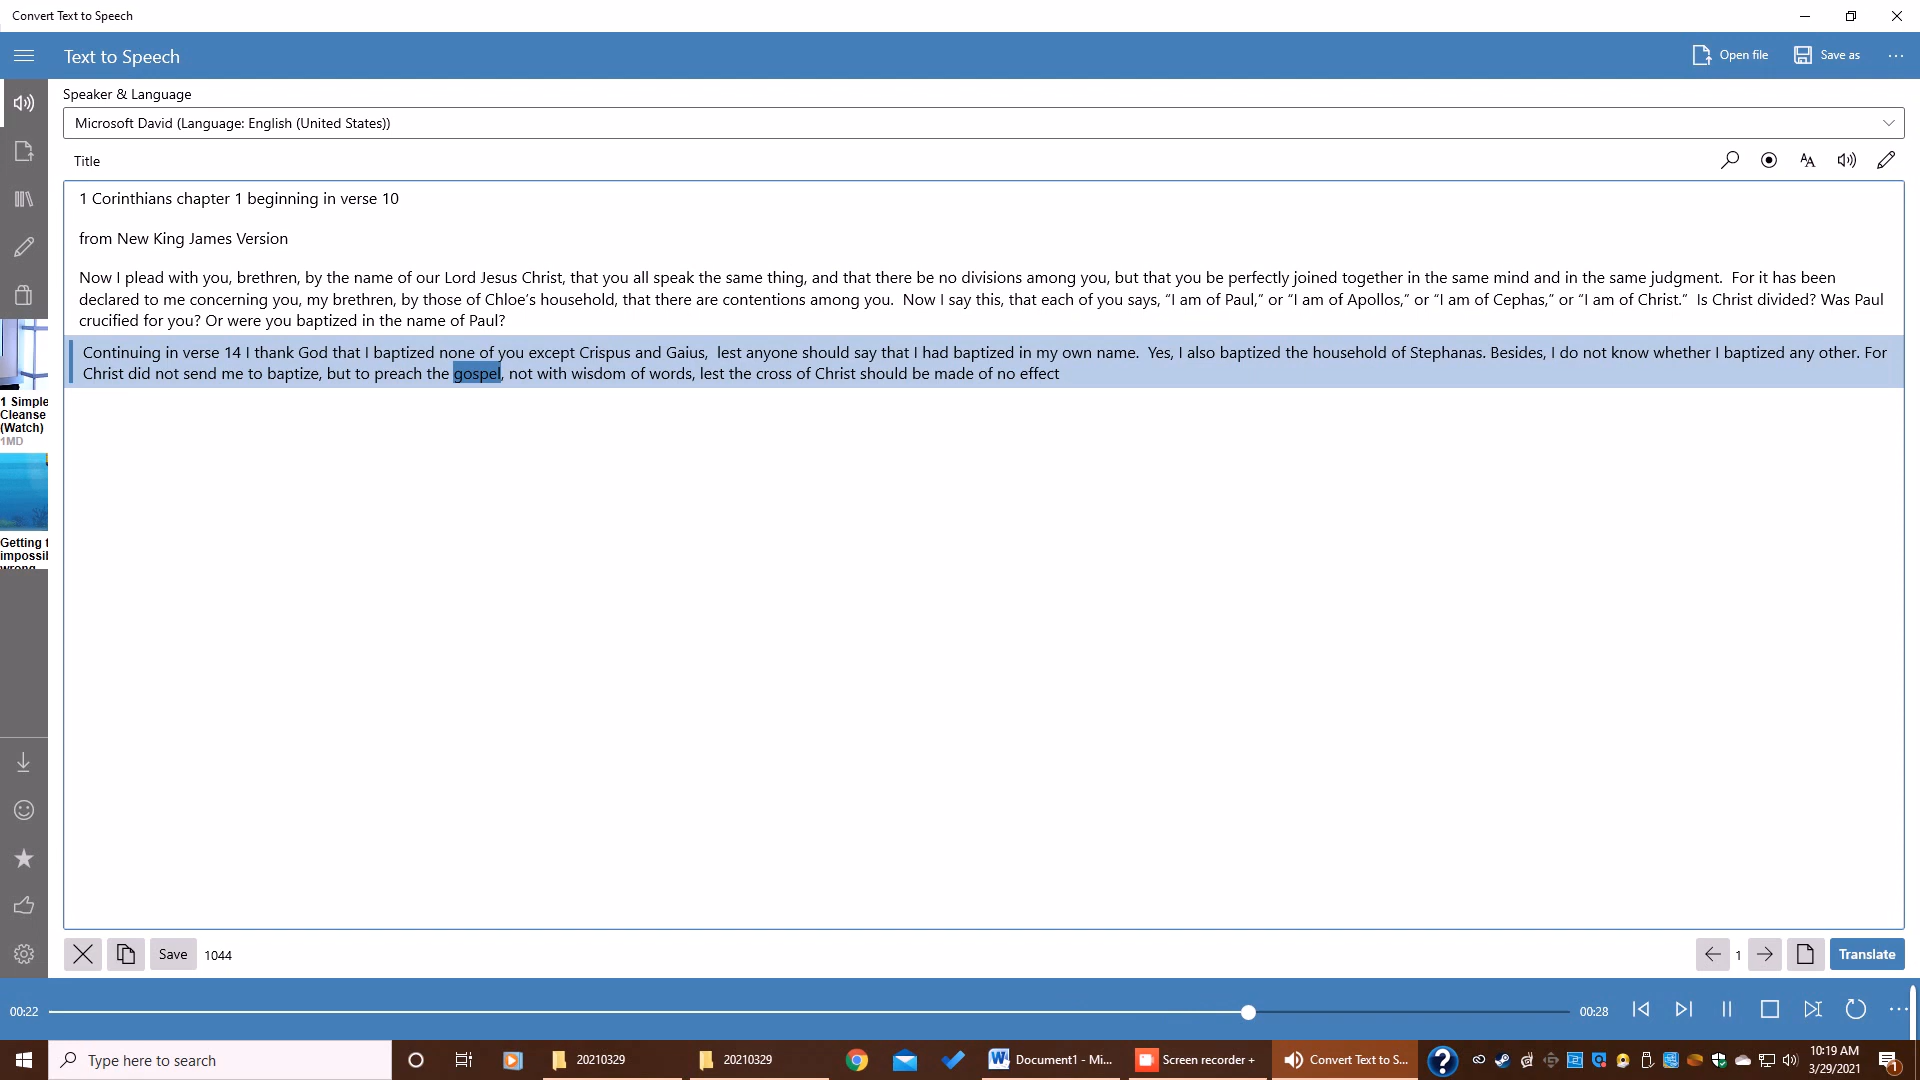 Convert Text to Speech
Text to Speech
Open file
Save as
Speaker & Language
Microsoft David (Language: English (United States))
Title
1 Corinthians chapter 1 beginning in verse 10
from New King James Version
Now I plead with you, brethren, by the name of our Lord Jesus Christ, that you all speak the same thing, and that there be no divisions among you, but that you be perfectly joined together in the same mind and in the same judgment.  For it has been
declared to me concerning you, my brethren, by those of Chloe’s household, that there are contentions among you.  Now I say this, that each of you says, “I am of Paul,” or “I am of Apollos,” or “I am of Cephas,” or “I am of Christ.”  Is Christ divided? Was Paul
crucified for you? Or were you baptized in the name of Paul?
Continuing in verse 14 I thank God that I baptized none of you except Crispus and Gaius,  lest anyone should say that I had baptized in my own name.  Yes, I also baptized the household of Stephanas. Besides, I do not know whether I baptized any other. For
Christ did not send me to baptize, but to preach the gospel, not with wisdom of words, lest the cross of Christ should be made of no effect
1 Simple
Cleanse
(Watch)
1MD
Getting
wrong
Save
1044
1
Translate
00:22
00:28
Type here to search
20210329
20210329
Document1 - Mi...
Screen recorder +
Convert Text to S...
10:19 AM
3/29/2021
1